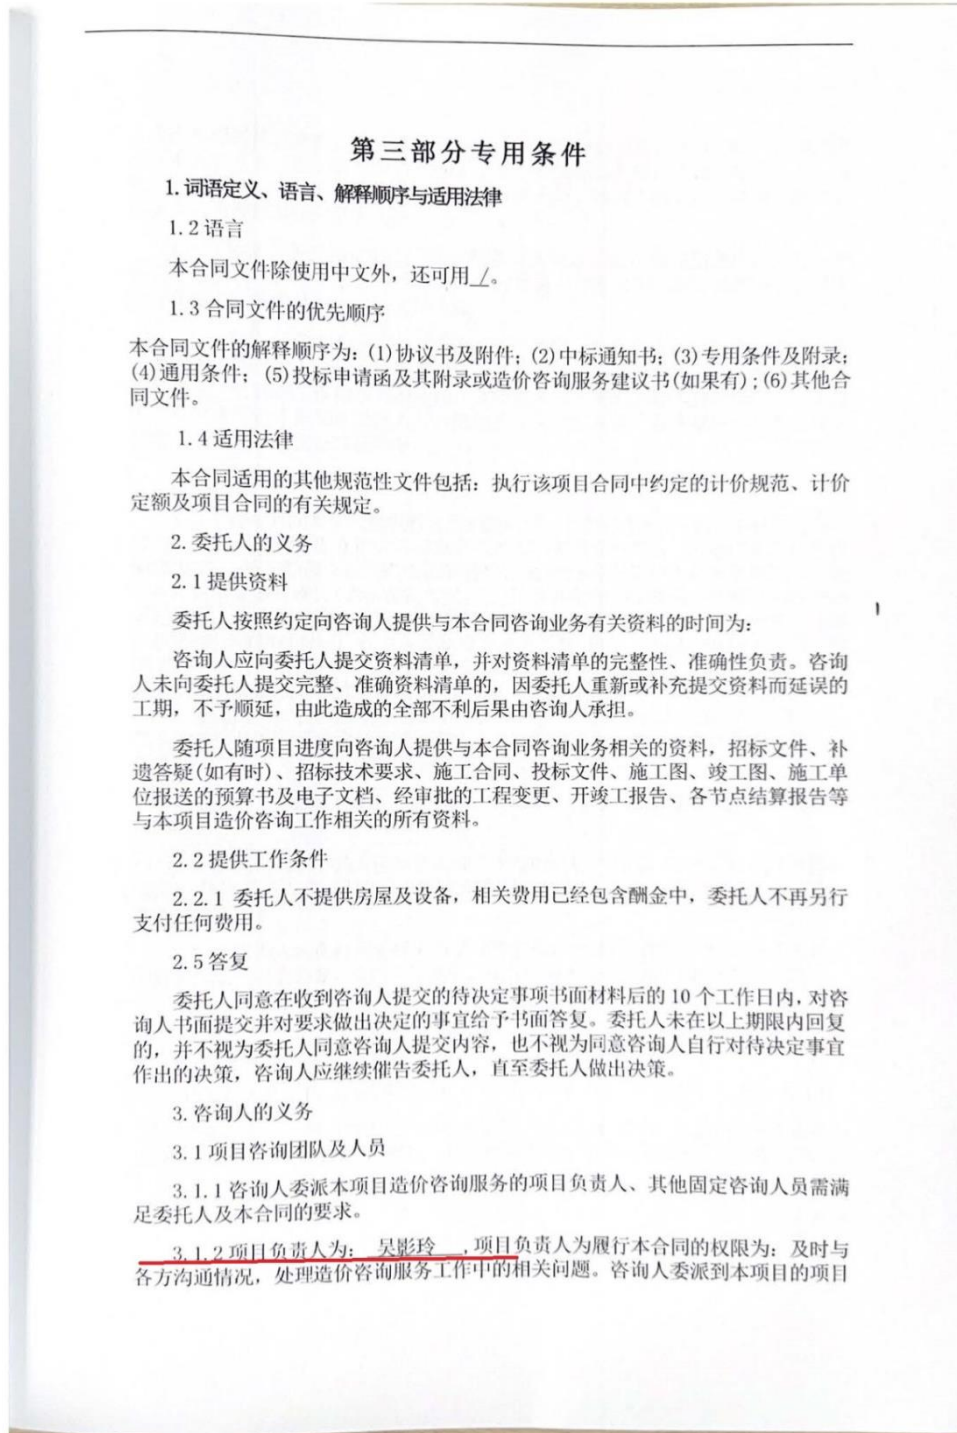 第三部分专用条件
1.词语定义、语言、解释顺序与适用法律
1.2语言
本合同文件除使用中文外，还可用_/。
1.3合同文件的优先顺序
本合同文件的解释顺序为：(1)协议书及附件；(2)中标通知书；(3)专用条件及附录；
(4)通用条件；(5)投标申请函及其附录或造价咨询服务建议书(如果有)；(6)其他合
同文件。
1.4适用法律
本合同适用的其他规范性文件包括：执行该项目合同中约定的计价规范、计价
定额及项目合同的有关规定。
2.委托人的义务
2.1提供资料
委托人按照约定向咨询人提供与本合同咨询业务有关资料的时间为：
咨询人应向委托人提交资料清单，并对资料清单的完整性、准确性负责。咨询
人未向委托人提交完整、准确资料清单的，因委托人重新或补充提交资料而延误的
工期，不予顺延，由此造成的全部不利后果由咨询人承担。
委托人随项目进度向咨询人提供与本合同咨询业务相关的资料，招标文件、补
遗答疑(如有时)、招标技术要求、施工合同、投标文件、施工图、竣工图、施工单
位报送的预算书及电子文档、经审批的工程变更、开竣工报告、各节点结算报告等
与本项目造价咨询工作相关的所有资料。
2.2提供工作条件
2.2.1 委托人不提供房屋及设备，相关费用已经包含酬金中，委托人不再另行
支付任何费用。
2.5答复
委托人同意在收到咨询人提交的待决定事项书面材料后的 10 个工作日内，对咨
询人书面提交并对要求做出决定的事宜给予书面答复。委托人未在以上期限内回复
的，并不视为委托人同意咨询人提交内容，也不视为同意咨询人自行对待决定事宜
作出的决策，咨询人应继续催告委托人，直至委托人做出决策。
3.咨询人的义务
3.1项目咨询团队及人员
3.1.1咨询人委派本项目造价咨询服务的项目负责人、其他固定咨询人员需满
足委托人及本合同的要求。
3.1.2项目负责人为： 吴影玲 ,项目负责人为履行本合同的权限为：及时与
各方沟通情况，处理造价咨询服务工作中的相关问题。咨询人委派到本项目的项目